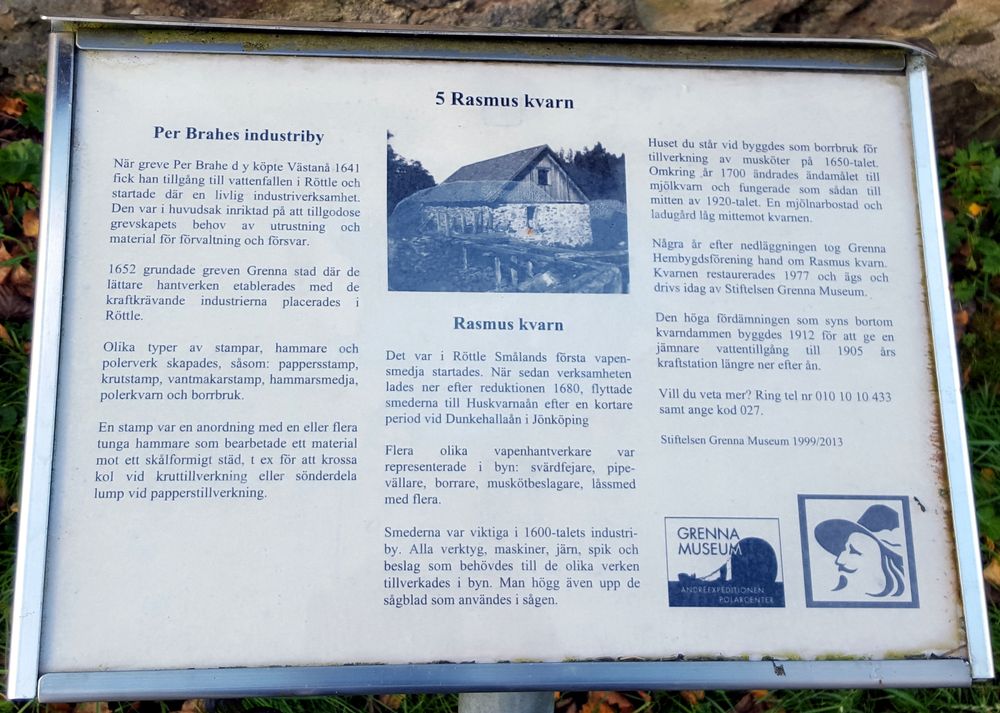 5 Rasmus kvarn
Per Brahes industriby
När greve Per Brahe d y köpte Västanå 1641
fick han tillgång till vattenfallen i Röttle och
startade där en livlig industriverksamhet.
Den var i huvudsak inriktad på att tillgodose
grevskapets behov av utrustning och
material för förvaltning och försvar.
1652 grundade greven Grenna stad där de
lättare hantverken etablerades med de
kraftkrävande industrierna placerades i
Röttle.
Olika typer av stampar, hammare och
polerverk skapades, såsom: pappersstamp,
krutstamp, vantmakarstamp, hammarsmedja,
polerkvarn och borrbruk.
En stamp var en anordning med en eller flera
tunga hammare som bearbetade ett material
mot ett skålformigt städ, t ex för att krossa
kol vid kruttillverkning eller sönderdela
lump vid papperstillverkning.
Rasmus kvarn
Det var i Röttle Smålands första vapen-
smedja startades. När sedan verksamheten
lades ner efter reduktionen 1680, flyttade
smederna till Huskvarnaån efter en kortare
period vid Dunkehallaån i Jönköping
Flera olika vapenhantverkare var
representerade i byn: svärdfejare, pipe-
vällare, borrare, muskötbeslagare, låssmed
med flera.
Smederna var viktiga i 1600-talets industri-
by. Alla verktyg, maskiner, järn, spik och
beslag som behövdes till de olika verken
tillverkades i byn. Man högg även upp de
sågblad som användes i sågen.
Huset du står vid byggdes som borrbruk för
tillverkning av musköter på 1650-talet.
Omkring år 1700 ändrades ändamålet till
mjölkvarn och fungerade som sådan till
mitten av 1920-talet. En mjölnarbostad och
ladugård låg mittemot kvarnen.
Några år efter nedläggningen tog Grenna
Hembygdsförening hand om Rasmus kvarn.
Kvarnen restaurerades 1977 och ägs och
drivs idag av Stiftelsen Grenna Museum.
Den höga fördämningen som syns bortom
kvarndammen byggdes 1912 för att ge en
jämnare vattentillgång till 1905 års
kraftstation längre ner efter ån.
Vill du veta mer? Ring tel nr 010 10 10 433
samt ange kod 027.
Stiftelsen Grenna Museum 1999/2013
GRENNA
MUSEUM
ANDRÉEXPEDITIONEN
POLARCENTER